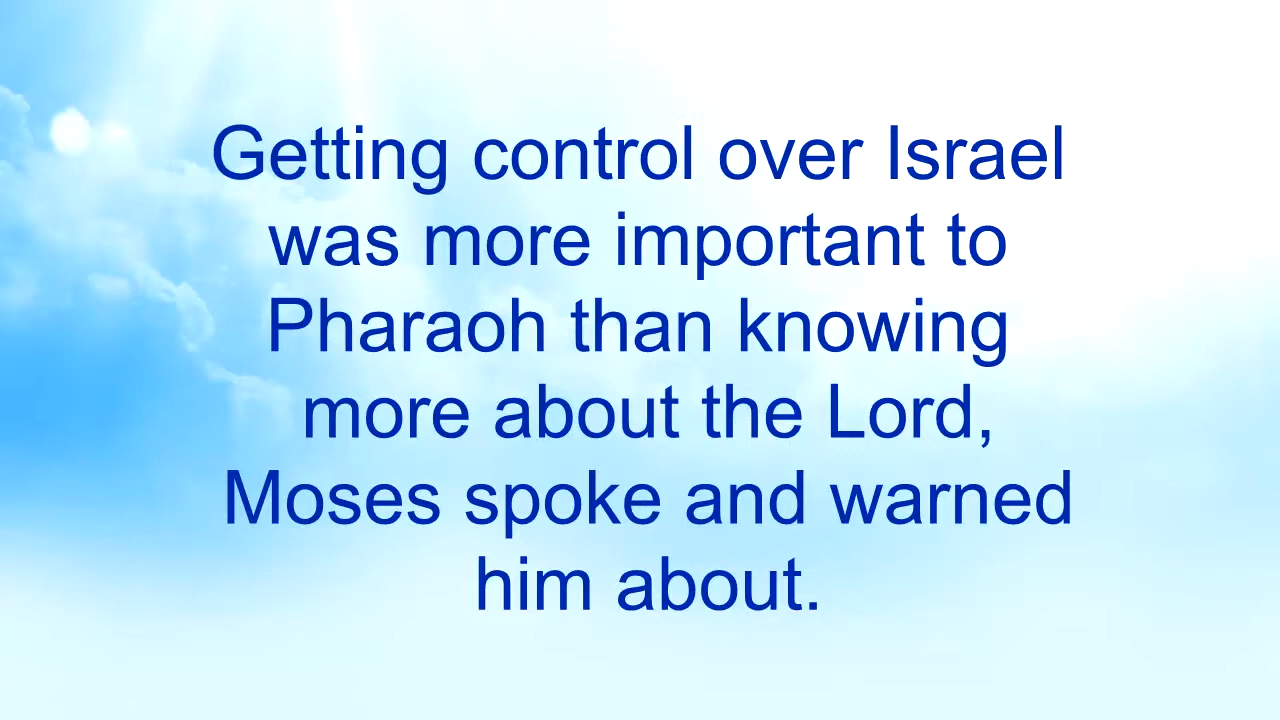 Getting control over Israel
was more important to
Pharaoh than knowing
more about the Lord,
Moses spoke and warned
him about.